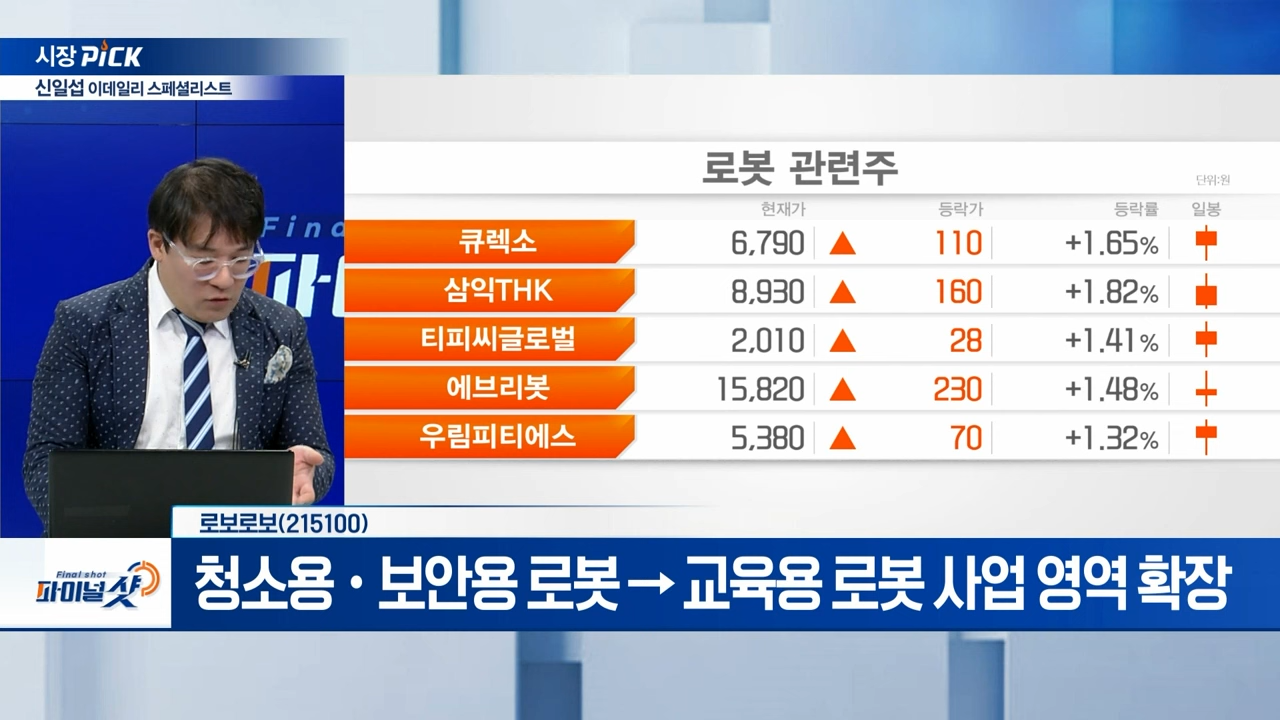 시장 PiCK
신일섭 이데일리 스페셜리스트
Fina
파이
로봇 관련주
단위:원
현재가 등락가 등락률 일봉
큐렉소 6,790 ▲ 110 +1.65%
삼익THK 8,930 ▲ 160 +1.82%
티피씨글로벌 2,010 ▲ 28 +1.41%
에브리봇 15,820 ▲ 230 +1.48%
우림피티에스 5,380 ▲ 70 +1.32%
로보로보(215100)
Final shot
파이널샷
청소용·보안용 로봇→교육용 로봇 사업 영역 확장